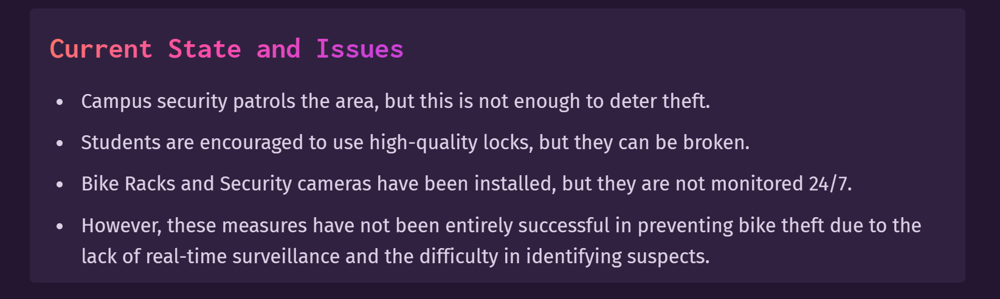 Current State and Issues
• Campus security patrols the area, but this is not enough to deter theft.
• Students are encouraged to use high-quality locks, but they can be broken.
• Bike Racks and Security cameras have been installed, but they are not monitored 24/7.
• However, these measures have not been entirely successful in preventing bike theft due to the
lack of real-time surveillance and the difficulty in identifying suspects.